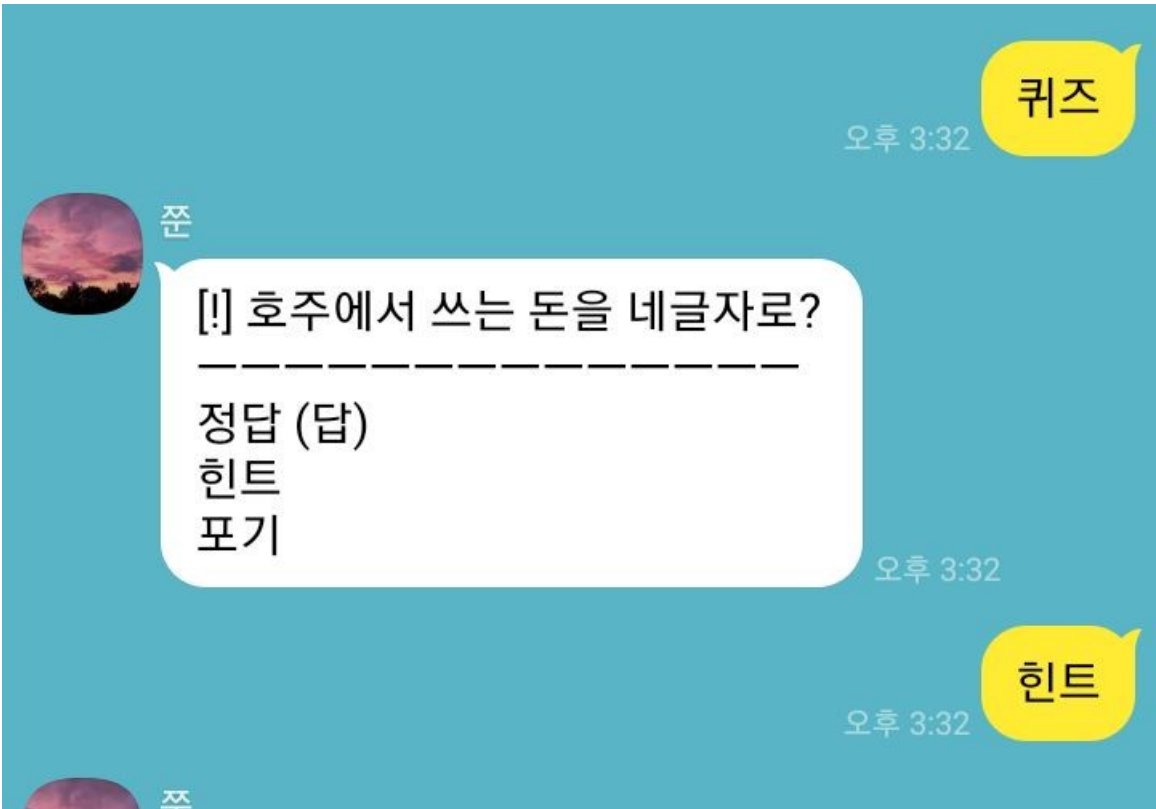 퀴즈
오후 3:32
쭌
[!] 호주에서 쓰는 돈을 네글자로?
——————————————
정답 (답)
힌트
포기
오후 3:32
힌트
오후 3:32
쭌